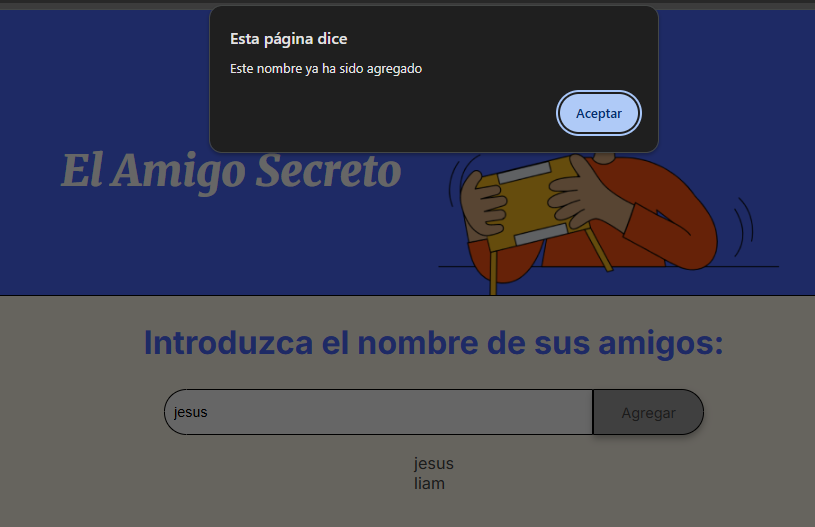 Esta página dice
Este nombre ya ha sido agregado
Aceptar
El Amigo Secreto
Introduzca el nombre de sus amigos:
jesus
Agregar
jesus
liam